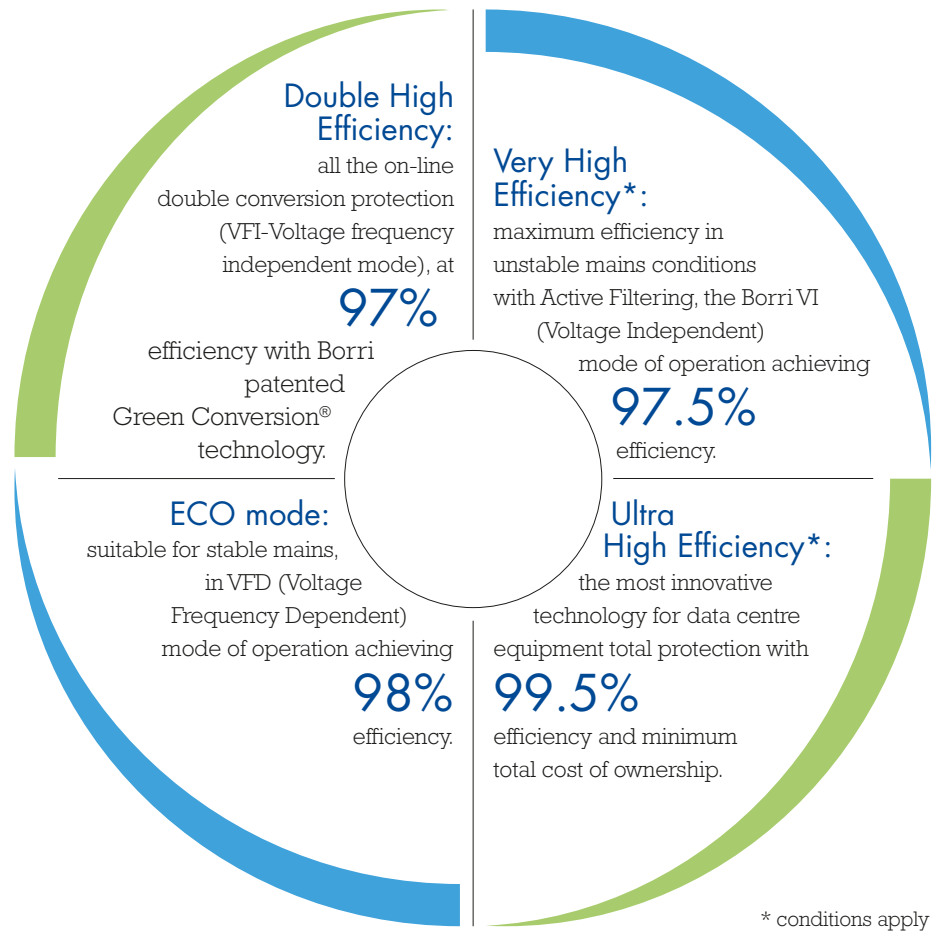 Double High
Efficiency:
all the on-line
double conversion protection
(VFI-Voltage frequency
independent mode), at
97%
efficiency with Borri
patented
Green Conversion®
technology.
Very High
Efficiency*:
maximum efficiency in
unstable mains conditions
with Active Filtering, the Borri VI
(Voltage Independent)
mode of operation achieving
97.5%
efficiency.
ECO mode:
suitable for stable mains,
in VFD (Voltage
Frequency Dependent)
mode of operation achieving
98%
efficiency.
Ultra
High Efficiency*:
the most innovative
technology for data centre
equipment total protection with
99.5%
efficiency and minimum
total cost of ownership.
* conditions apply